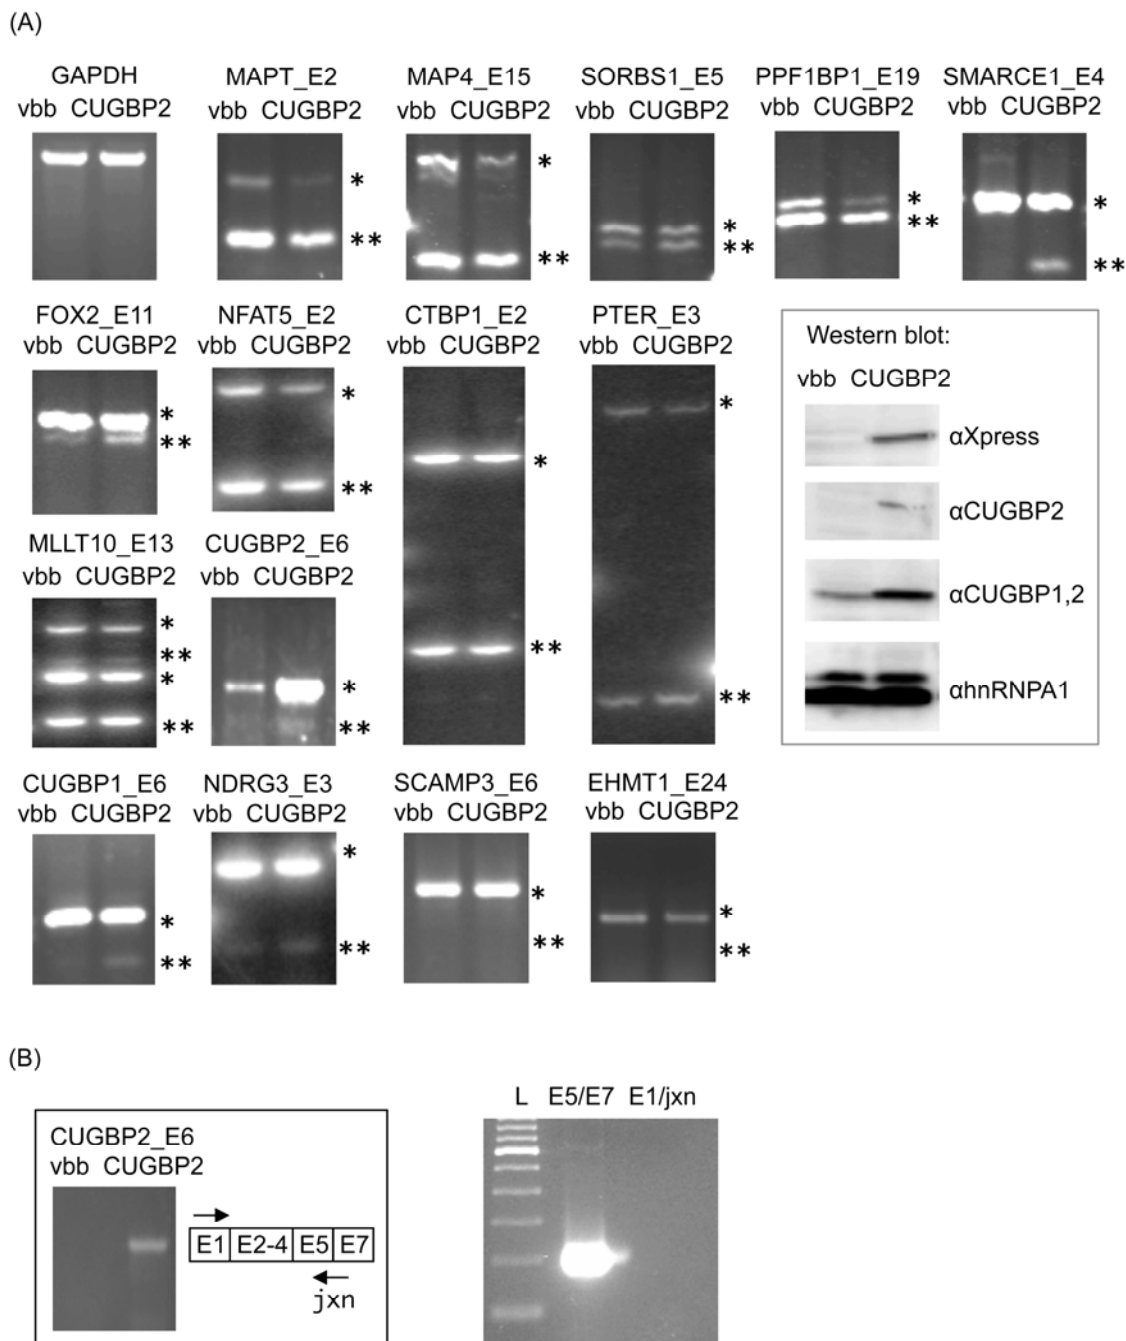 (A)
GAPDH MAPT_E2 MAP4_E15 SORBS1_E5 PPF1BP1_E19 SMARCE1_E4
vbb CUGBP2 vbb CUGBP2 vbb CUGBP2 vbb CUGBP2 vbb CUGBP2 vbb CUGBP2
* * * * *
** ** ** ** **
FOX2_E11 NFAT5_E2 CTBP1_E2 PTER_E3
vbb CUGBP2 vbb CUGBP2 vbb CUGBP2 vbb CUGBP2
* * * *
** ** ** **
Western blot:
vbb CUGBP2
αXpress
αCUGBP2
αCUGBP1,2
αhnRNPA1
MLLT10_E13 CUGBP2_E6
vbb CUGBP2 vbb CUGBP2
*
**
* *
** **
CUGBP1_E6 NDRG3_E3 SCAMP3_E6 EHMT1_E24
vbb CUGBP2 vbb CUGBP2 vbb CUGBP2 vbb CUGBP2
* * * *
** ** ** **
(B)
CUGBP2_E6
vbb CUGBP2
E1 E2-4 E5 E7
jxn
L E5/E7 E1/jxn